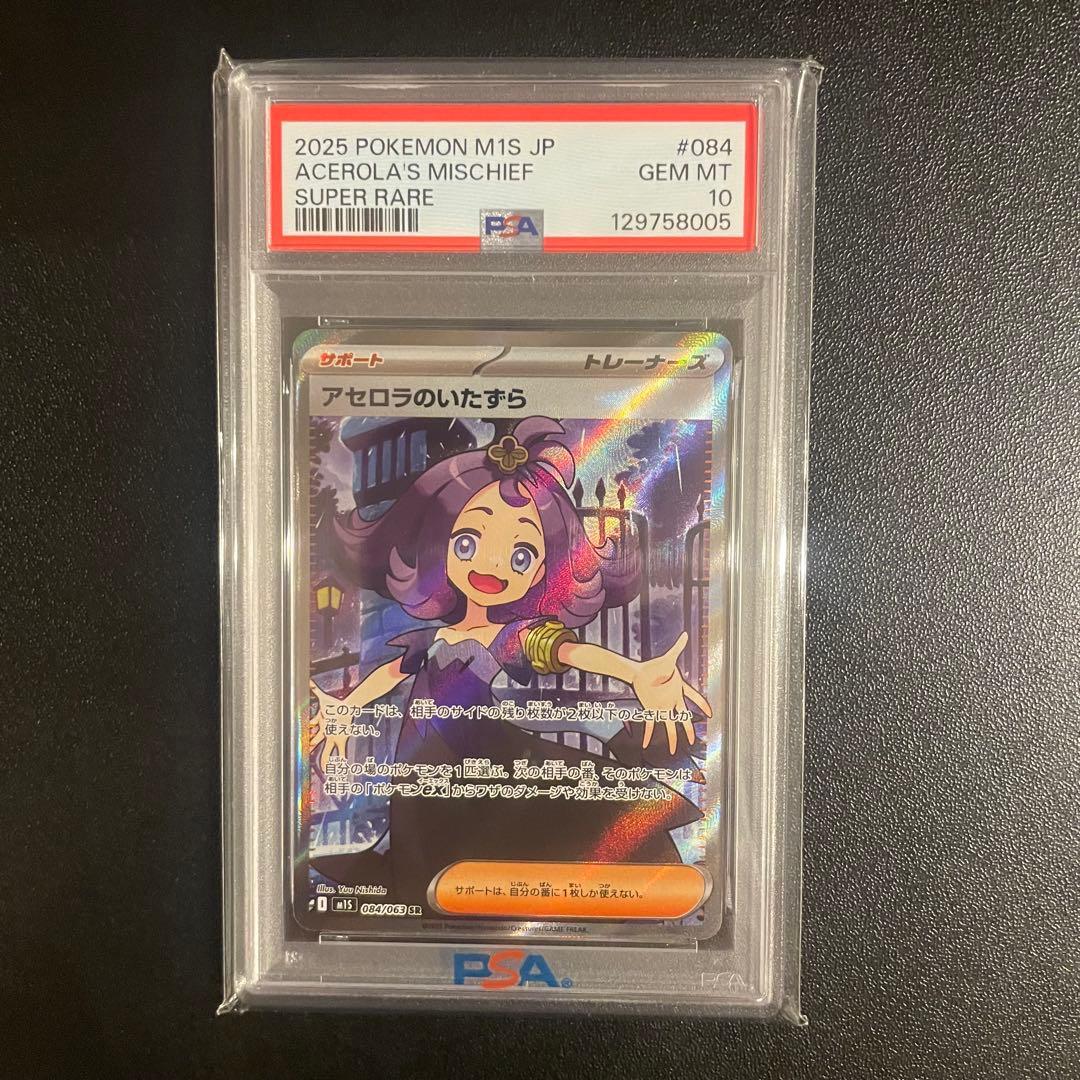 2025 POKEMON M1S JP #084
ACEROLA'S MISCHIEF GEM MT
SUPER RARE 10
PSA 129758005
サポート トレーナーズ
アセロラのいたずら
このカードは、相手のサイドの残り枚数が2枚以下のときにしか
使えない。
自分の場のポケモンを1匹選ぶ。次の相手の番、そのポケモンは
相手の「ポケモンex」からワザのダメージや効果を受けない。
サポートは、自分の番に1枚しか使えない。
Illus. Yuu Nishida
I M1S 084/063 SR
©2025 Pokémon/Nintendo/Creatures/GAME FREAK.
PSA®
PSA